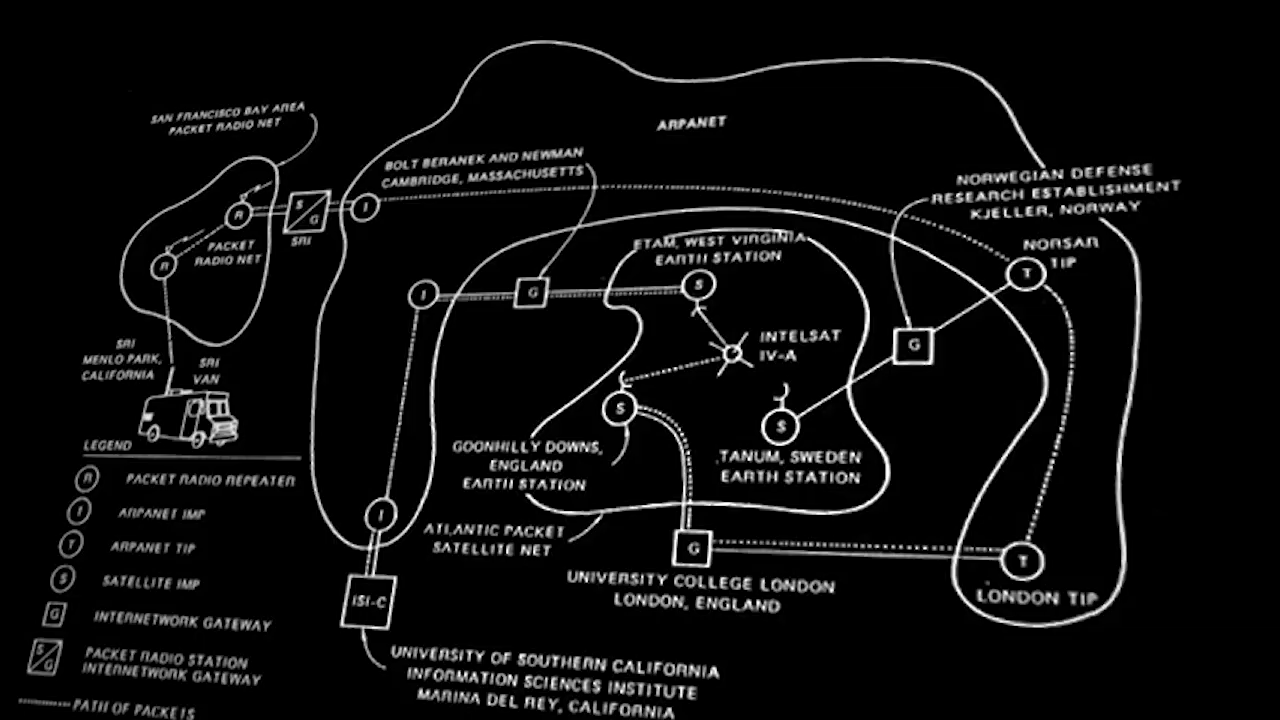 SAN FRANCISCO BAY AREA
PACKET RADIO NET
ARPANET
BOLT BERANEK AND NEWMAN
CAMBRIDGE, MASSACHUSETTS
NORWEGIAN DEFENSE
RESEARCH ESTABLISHMENT
KJELLER, NORWAY
R
S/G
I
SRI
PACKET
RADIO NET
R
ETAM, WEST VIRGINIA
EARTH STATION
NORSAR
TIP
T
I
G
S
INTELSAT
IV-A
G
SRI
MENLO PARK,
CALIFORNIA
SRI
VAN
S
S
GOONHILLY DOWNS,
ENGLAND
EARTH STATION
TANUM, SWEDEN
EARTH STATION
LEGEND
R PACKET RADIO REPEATER
I ARPANET IMP
T ARPANET TIP
S SATELLITE IMP
G INTERNETWORK GATEWAY
S/G PACKET RADIO STATION
INTERNETWORK GATEWAY
PATH OF PACKETS
I
ATLANTIC PACKET
SATELLITE NET
G
T
UNIVERSITY COLLEGE LONDON
LONDON, ENGLAND
LONDON TIP
ISI-C
UNIVERSITY OF SOUTHERN CALIFORNIA
INFORMATION SCIENCES INSTITUTE
MARINA DEL REY, CALIFORNIA